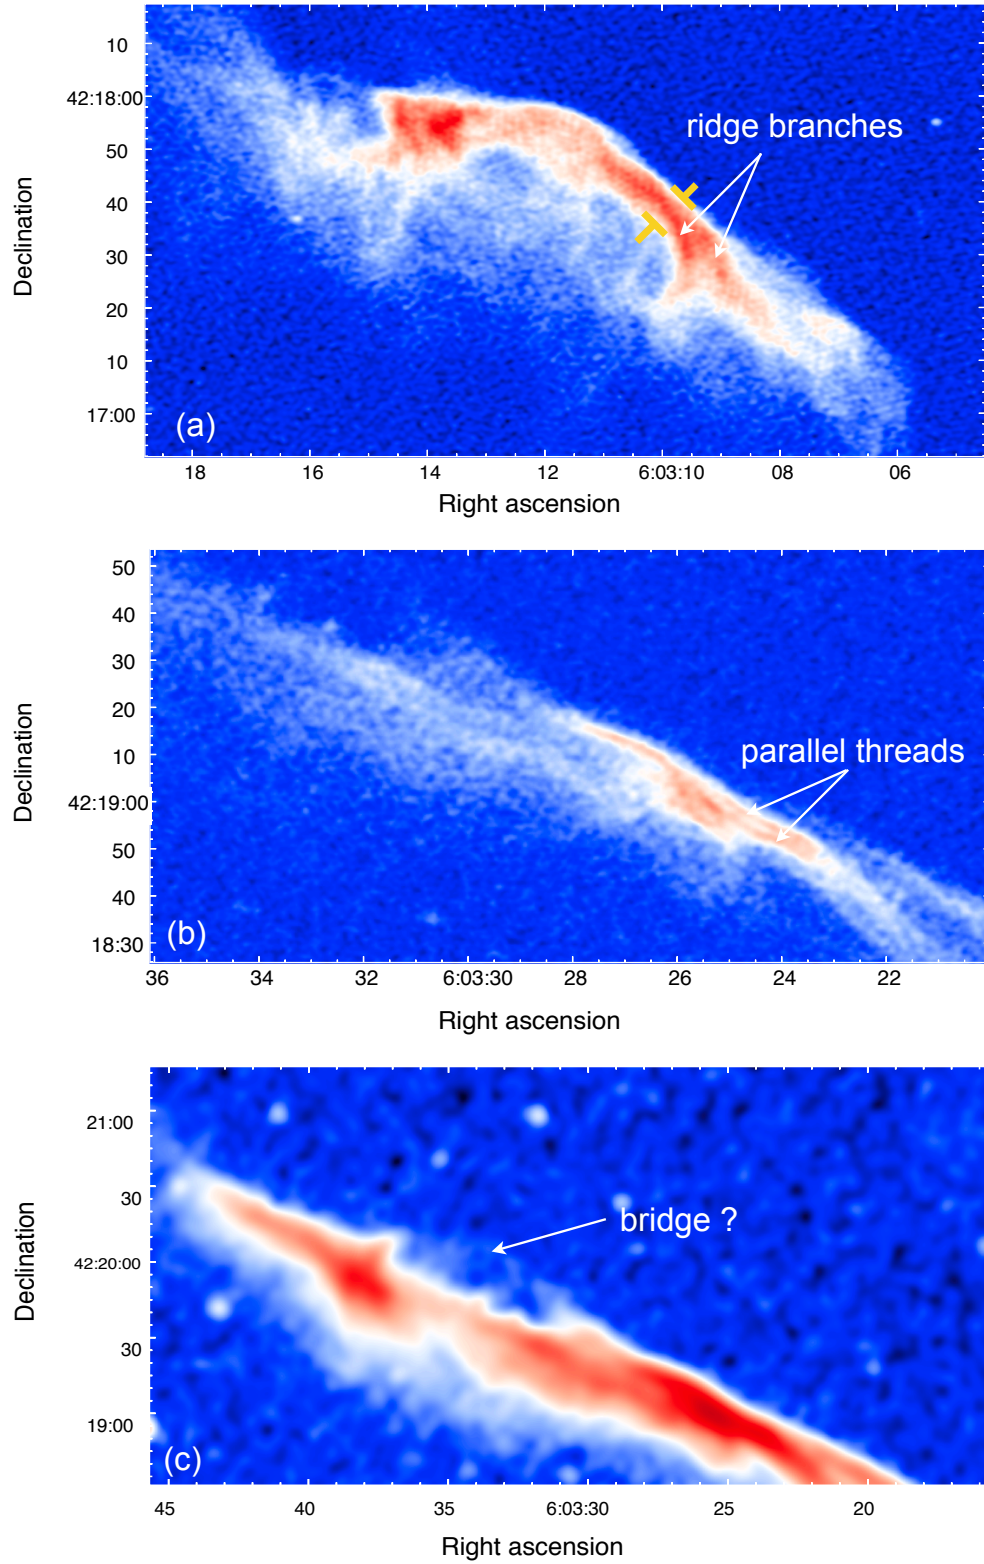 10
42:18:00
50
40
30
20
10
17:00
Declination
ridge branches
(a)
18 16 14 12 6:03:10 08 06
Right ascension
50
40
30
20
10
42:19:00
50
40
18:30
Declination
parallel threads
(b)
36 34 32 6:03:30 28 26 24 22
Right ascension
21:00
30
42:20:00
30
19:00
Declination
bridge ?
(c)
45 40 35 6:03:30 25 20
Right ascension